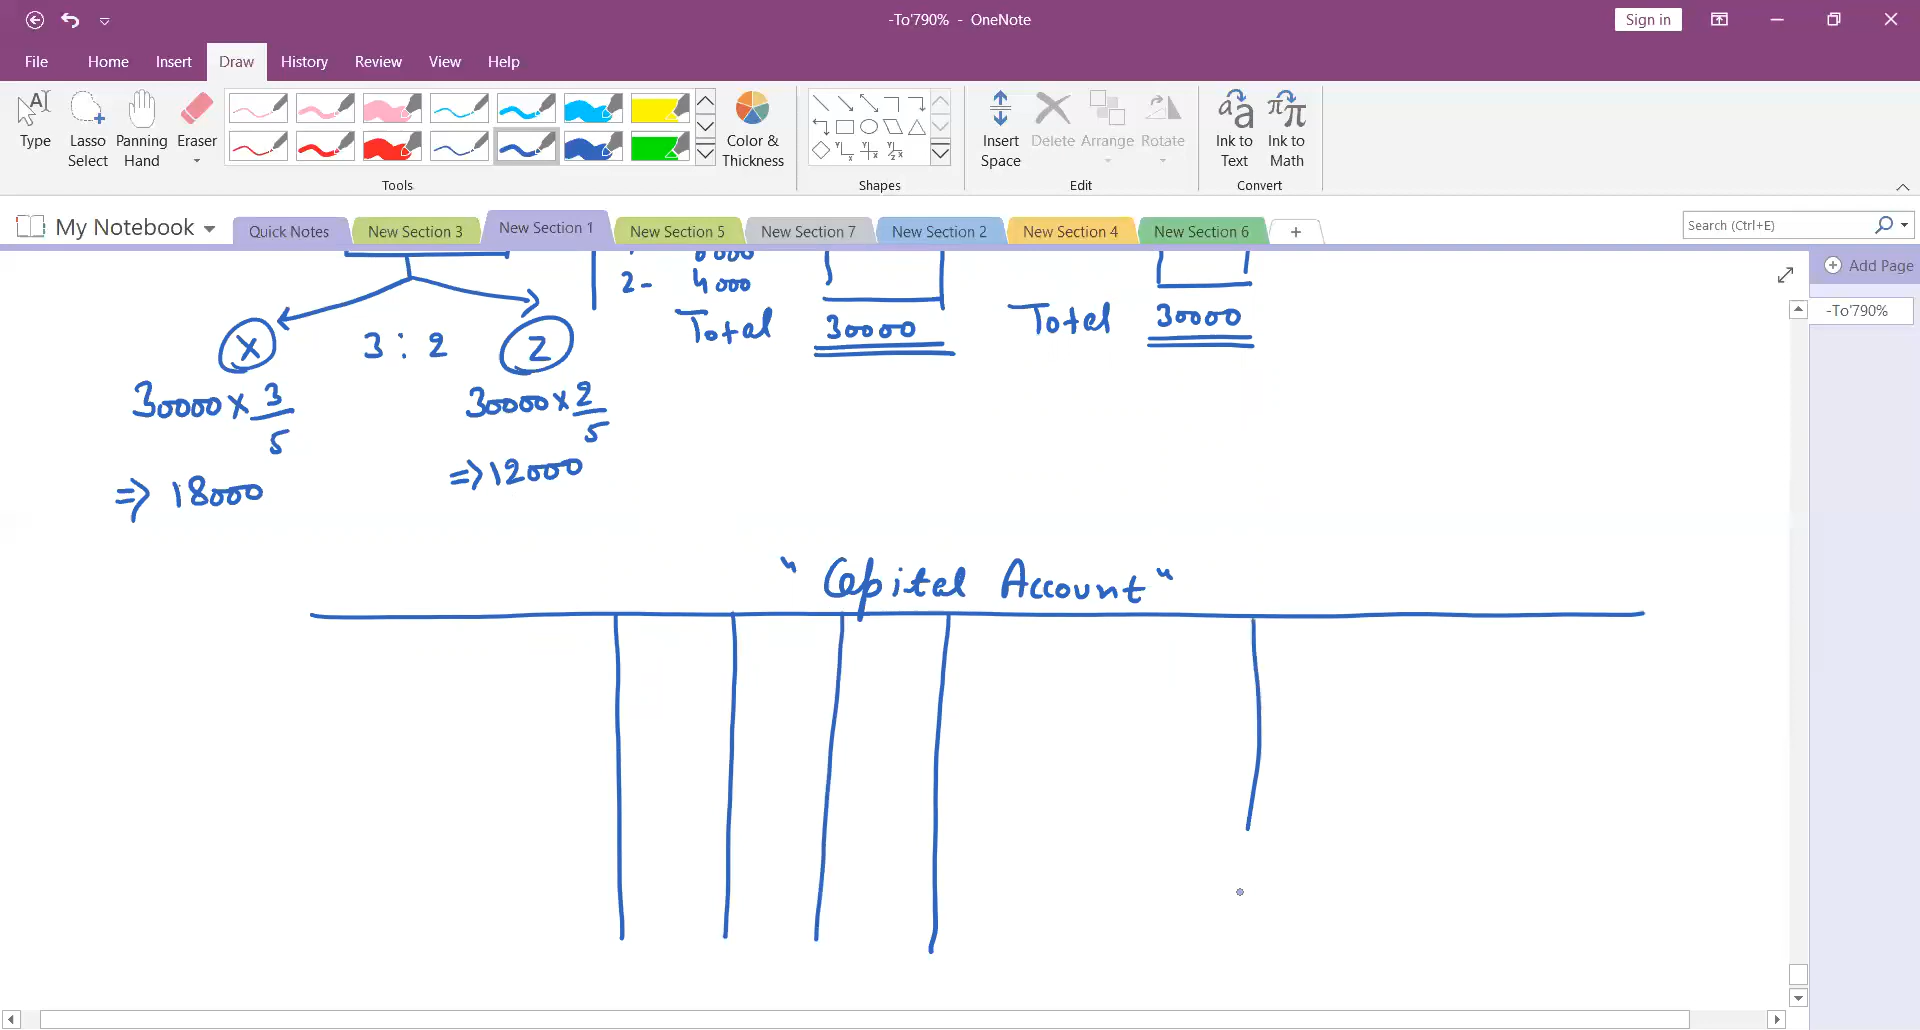 -To'790% - OneNote
Sign in
File Home Insert Draw History Review View Help
Type
Lasso Select
Panning Hand
Eraser
Color & Thickness
Insert Space
Delete
Arrange
Rotate
Ink to Text
Ink to Math
Tools
Shapes
Edit
Convert
My Notebook
Quick Notes
New Section 3
New Section 1
New Section 5
New Section 7
New Section 2
New Section 4
New Section 6
Search (Ctrl+E)
Add Page
-To'790%
2- 4000
Total 30000
Total 30000
X 3 : 2 Z
30000 x 3/5
30000 x 2/5
=> 18000
=> 12000
"Capital Account"